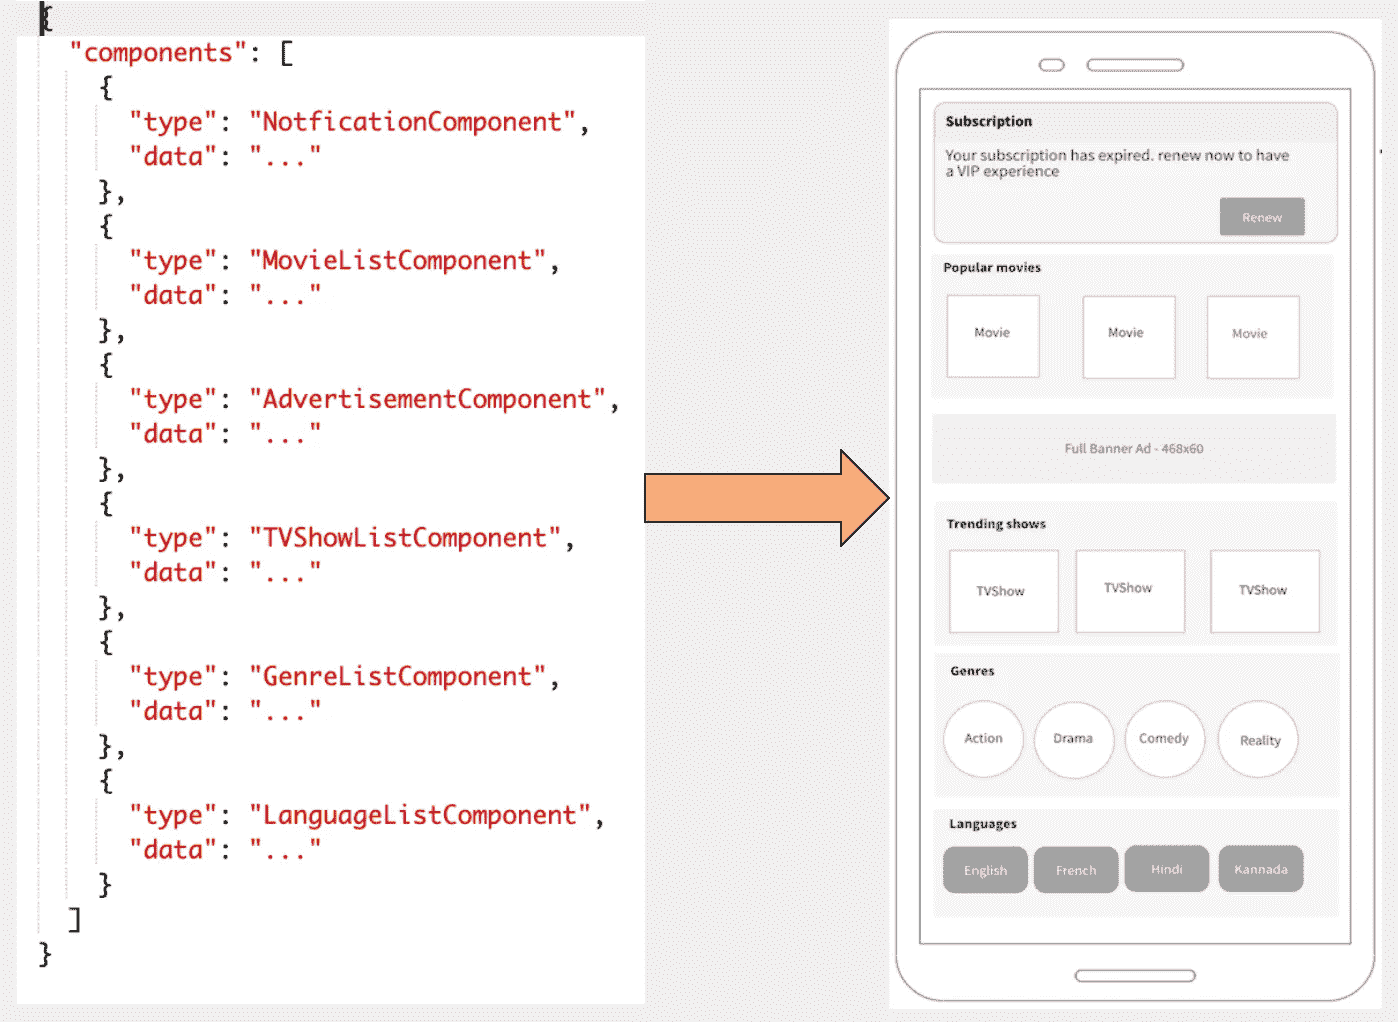 {
"components": [
{
"type": "NotficationComponent",
"data": "..."
},
{
"type": "MovieListComponent",
"data": "..."
},
{
"type": "AdvertisementComponent",
"data": "..."
},
{
"type": "TVShowListComponent",
"data": "..."
},
{
"type": "GenreListComponent",
"data": "..."
},
{
"type": "LanguageListComponent",
"data": "..."
}
]
}
Subscription
Your subscription has expired. renew now to have
a VIP experience
Renew
Popular movies
Movie Movie Movie
Full Banner Ad - 468x60
Trending shows
TVShow TVShow TVShow
Genres
Action Drama Comedy Reality
Languages
English French Hindi Kannada